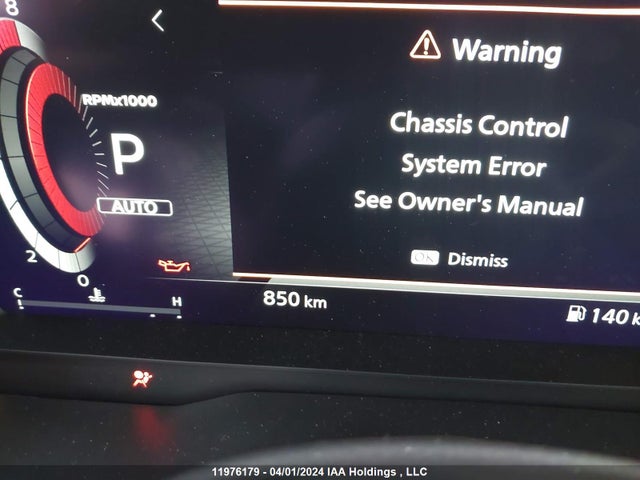 8
Warning
RPMx1000
Chassis Control
P
System Error
AUTO
See Owner's Manual
2
OK Dismiss
0
C H
850 km
140 k
11976179 - 04/01/2024 IAA Holdings , LLC